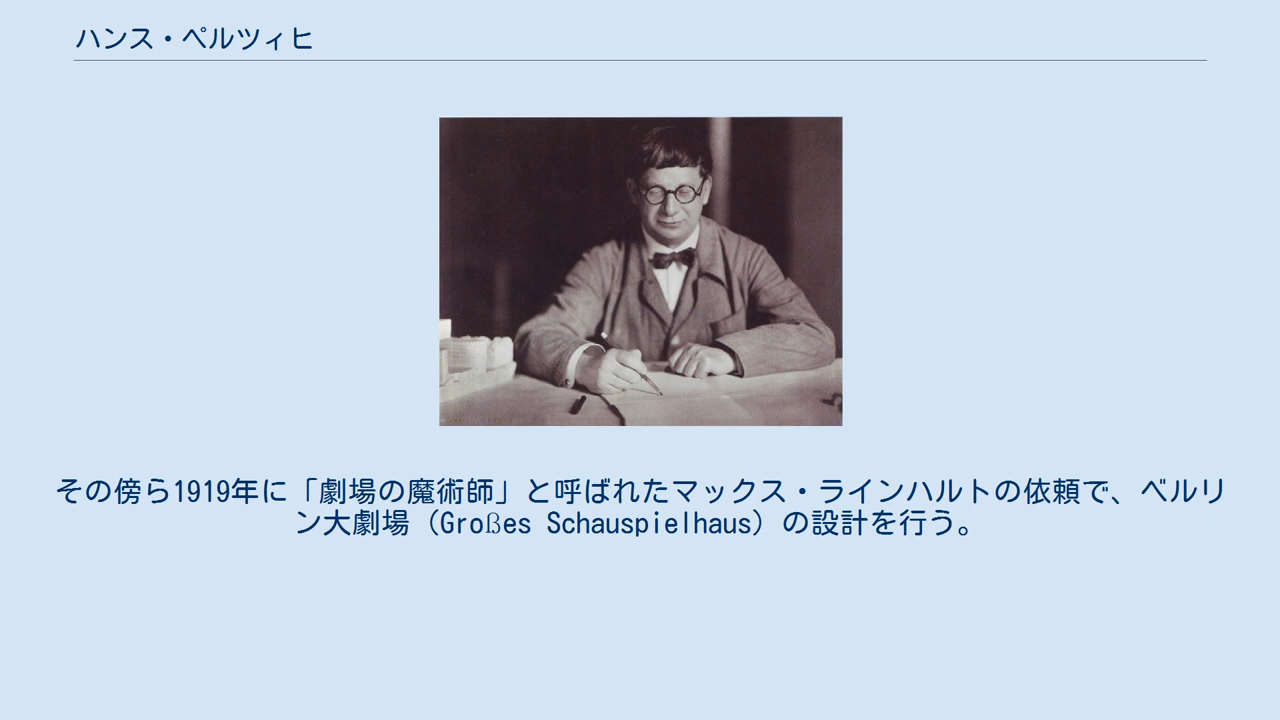 ハンス・ペルツィヒ
その傍ら1919年に「劇場の魔術師」と呼ばれたマックス・ラインハルトの依頼で、ベルリ
ン大劇場（Großes Schauspielhaus）の設計を行う。